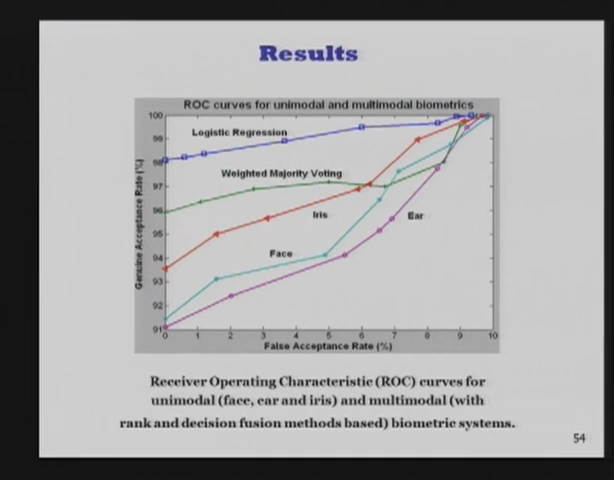 Results
ROC curves for unimodal and multimodal biometrics
Genuine Acceptance Rate (%)
100
99
98
97
96
95
94
93
92
91
Logistic Regression
Weighted Majority Voting
Iris
Ear
Face
0 1 2 3 4 5 6 7 8 9 10
False Acceptance Rate (%)
Receiver Operating Characteristic (ROC) curves for
unimodal (face, ear and iris) and multimodal (with
rank and decision fusion methods based) biometric systems.
54